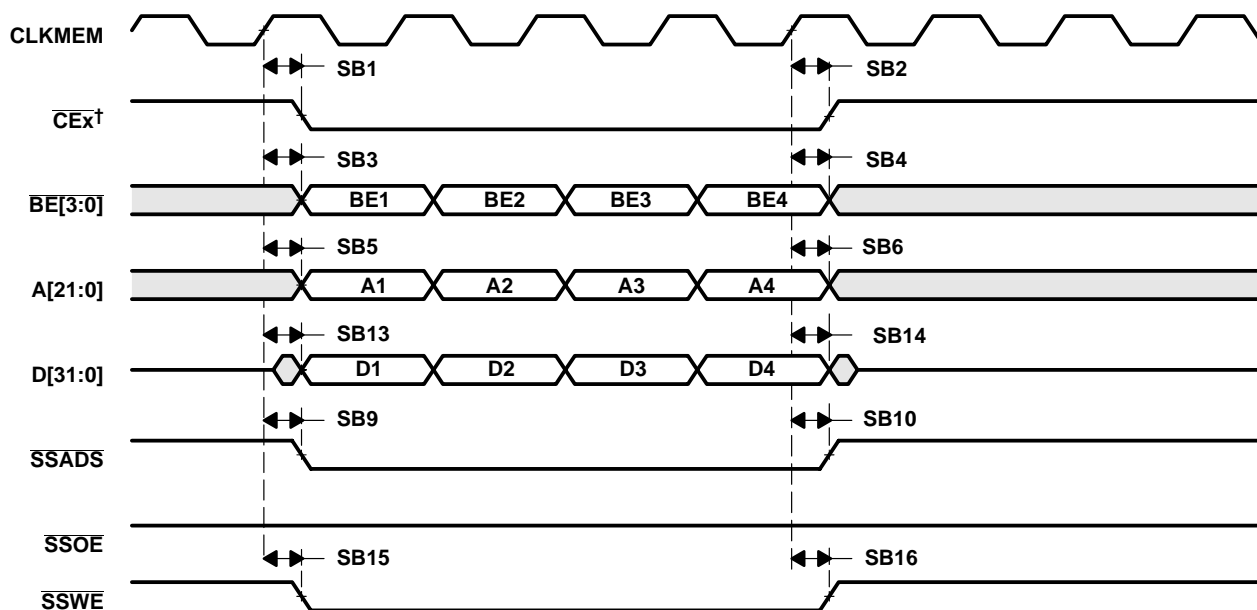 CLKMEM
SB1 SB2
CEx†
SB3 SB4
BE[3:0] BE1 BE2 BE3 BE4
SB5 SB6
A[21:0] A1 A2 A3 A4
SB13 SB14
D[31:0] D1 D2 D3 D4
SB9 SB10
SSADS
SSOE
SB15 SB16
SSWE